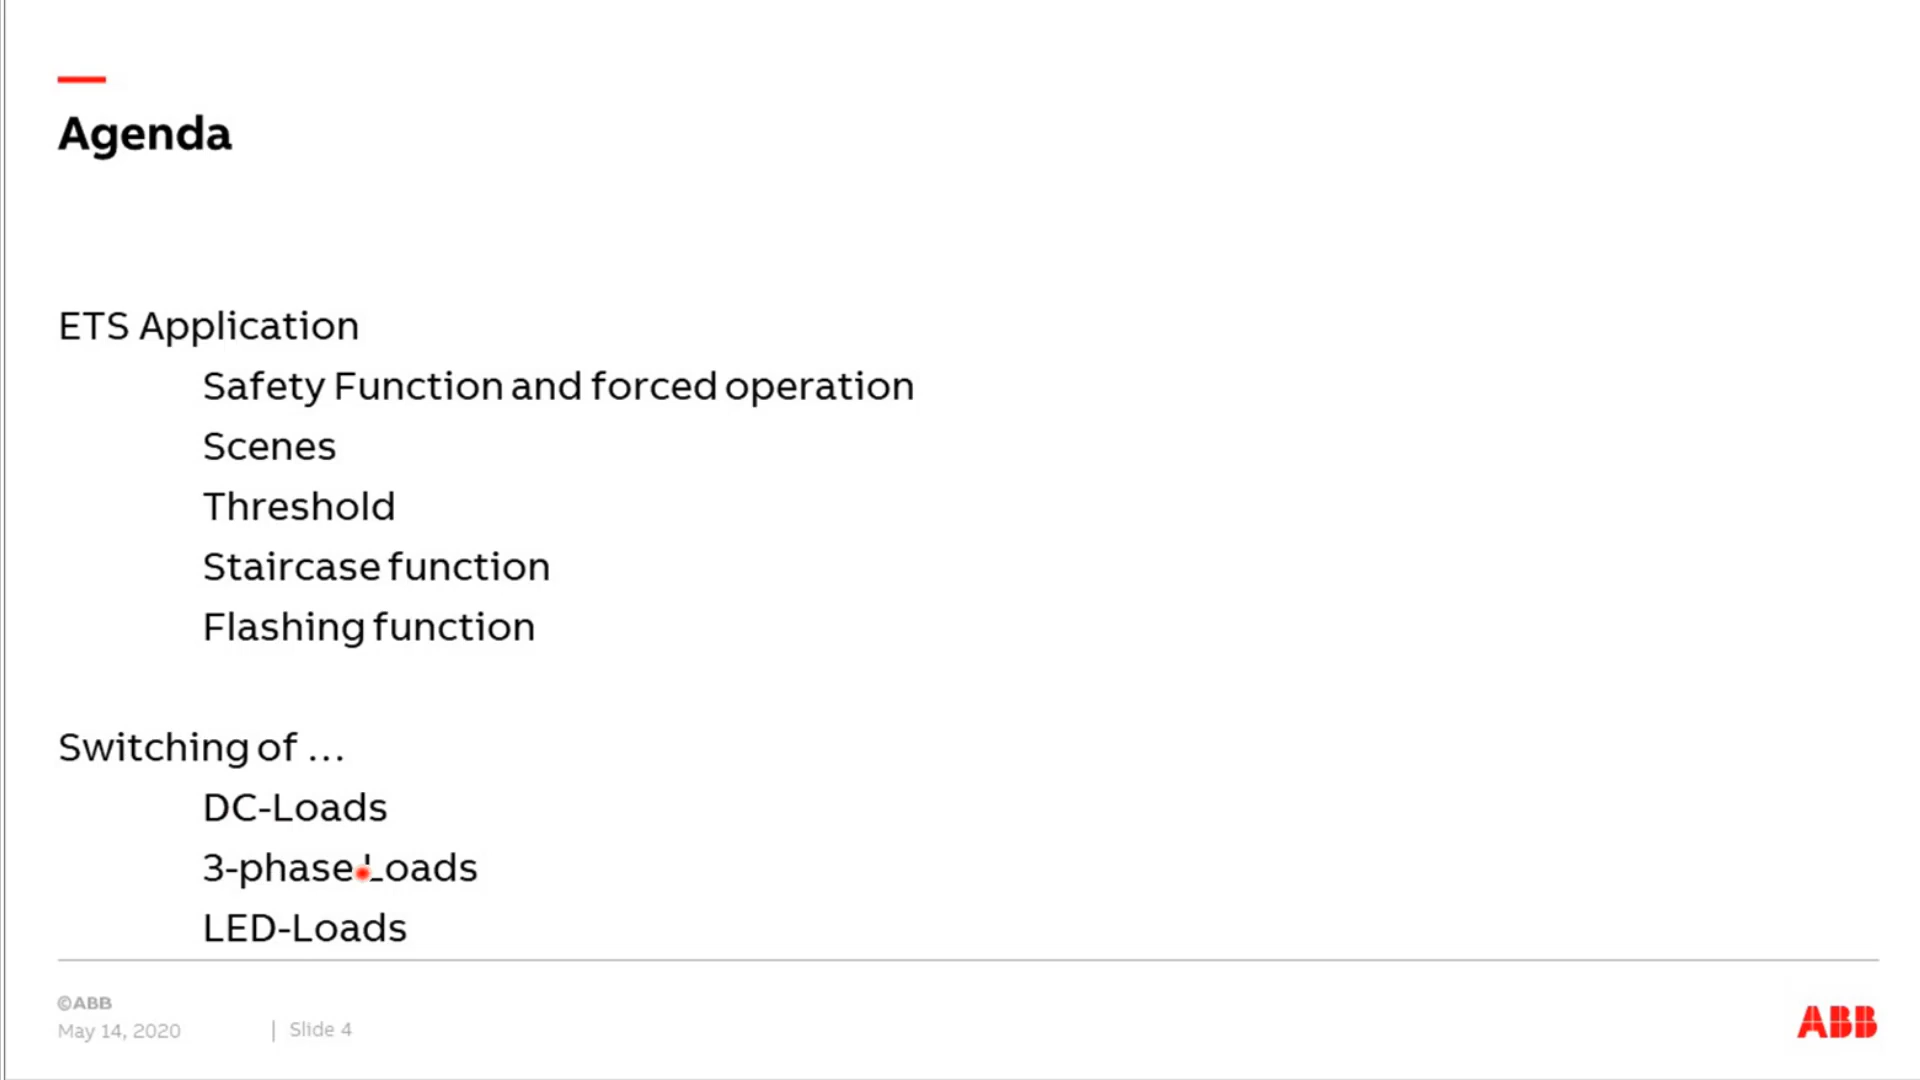 Agenda
ETS Application
Safety Function and forced operation
Scenes
Threshold
Staircase function
Flashing function
Switching of ...
DC-Loads
3-phase Loads
LED-Loads
©ABB
May 14, 2020 | Slide 4
ABB